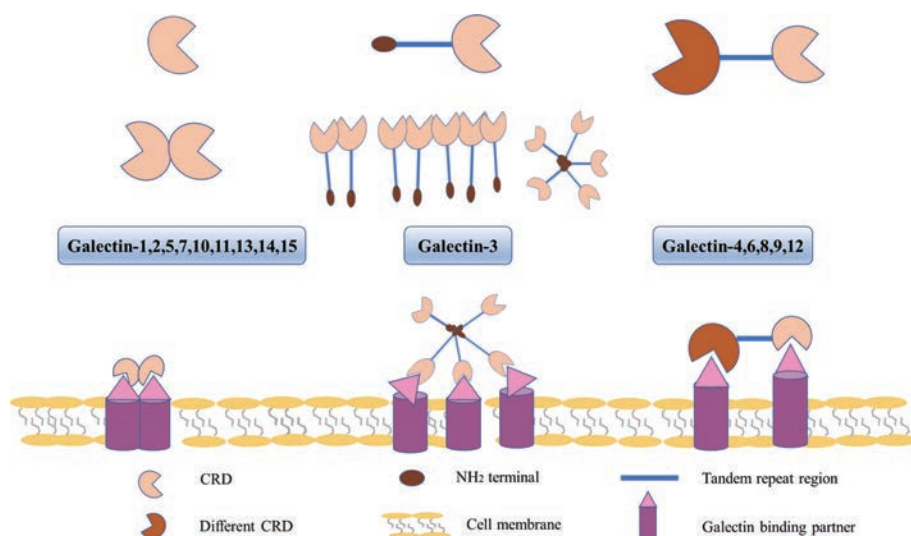 Galectin-1,2,5,7,10,11,13,14,15
Galectin-3
Galectin-4,6,8,9,12
CRD
NH2 terminal
Tandem repeat region
Different CRD
Cell membrane
Galectin binding partner